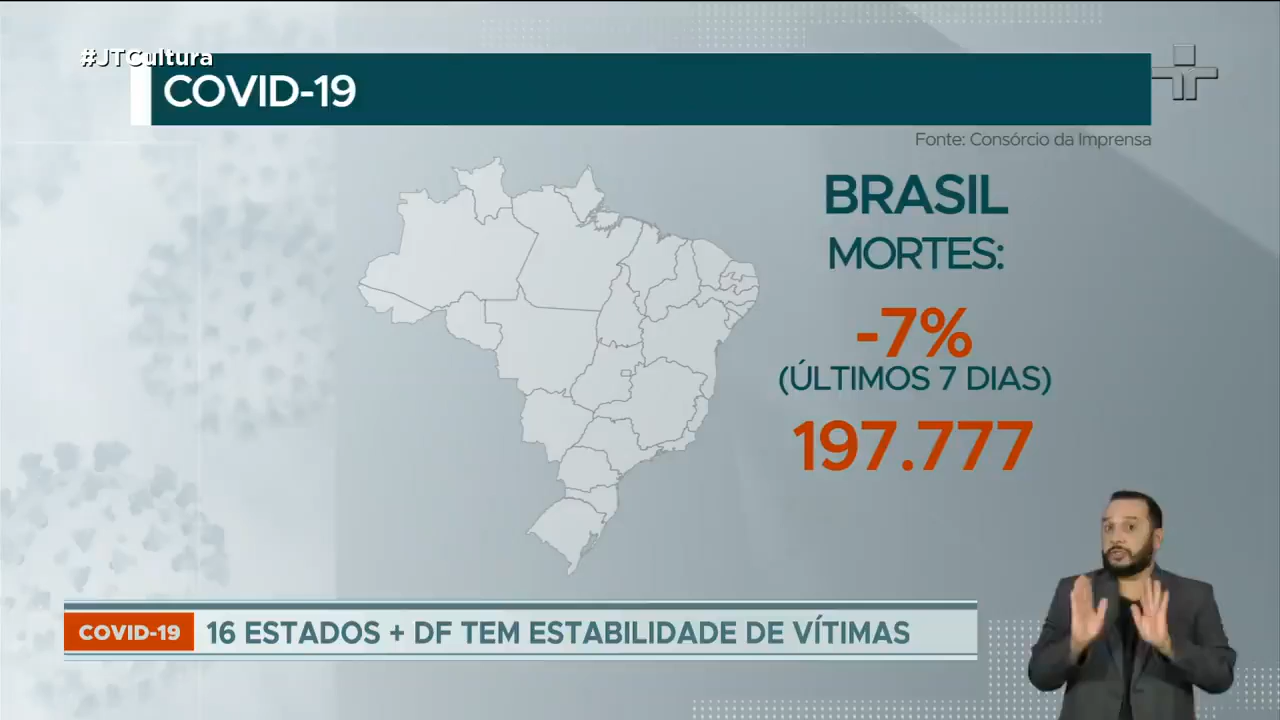 #JTCultura
COVID-19
Fonte: Consórcio da Imprensa
BRASIL
MORTES:
-7%
(ÚLTIMOS 7 DIAS)
197.777
COVID-19 16 ESTADOS + DF TEM ESTABILIDADE DE VÍTIMAS